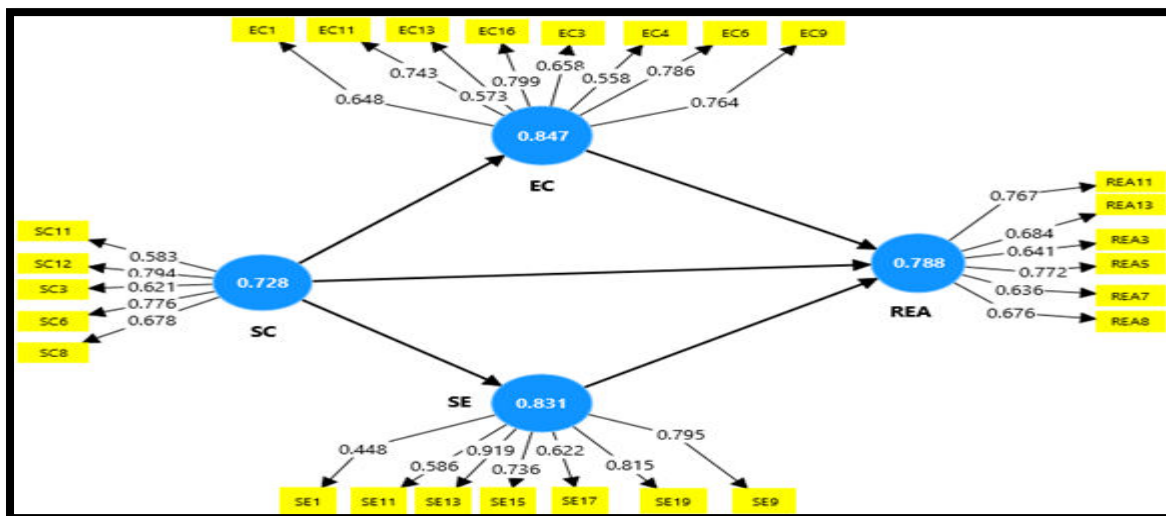 EC1 EC11 EC13 EC16 EC3 EC4 EC6 EC9
0.648 0.743 0.573 0.799 0.658 0.558 0.786 0.764
0.847
EC
SC11
SC12
SC3
SC6
SC8
0.583
0.794
0.621
0.776
0.678
0.728
SC
0.788
REA
0.767
0.684
0.641
0.772
0.636
0.676
REA11
REA13
REA3
REA5
REA7
REA8
SE
0.831
0.448 0.586 0.919 0.736 0.622 0.815 0.795
SE1 SE11 SE13 SE15 SE17 SE19 SE9